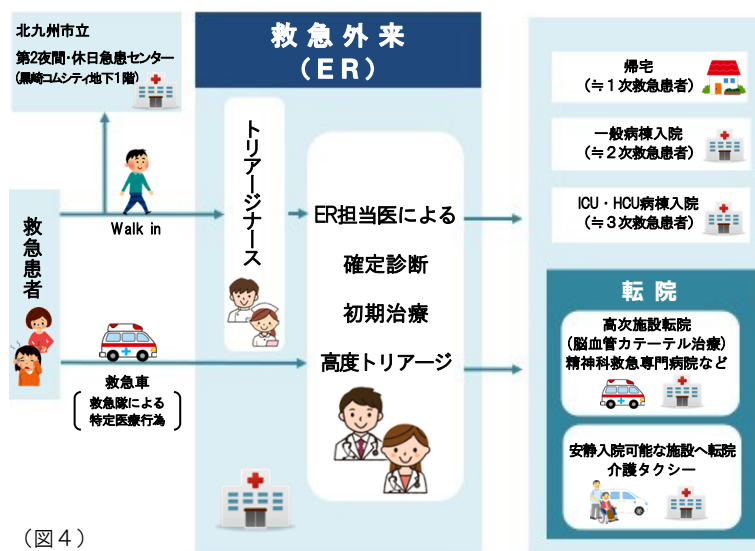 北九州市立
第2夜間・休日急患センター
(黒崎コムシティ地下1階)
救急外来
(ER)
救急患者
Walk in
救急車
救急隊による
特定医療行為
トリアージナース
ER担当医による
確定診断
初期治療
高度トリアージ
帰宅
(≒1次救急患者)
一般病棟入院
(≒2次救急患者)
ICU・HCU病棟入院
(≒3次救急患者)
転院
高次施設転院
(脳血管カテーテル治療)
精神科救急専門病院など
安静入院可能な施設へ転院
介護タクシー
(図4)